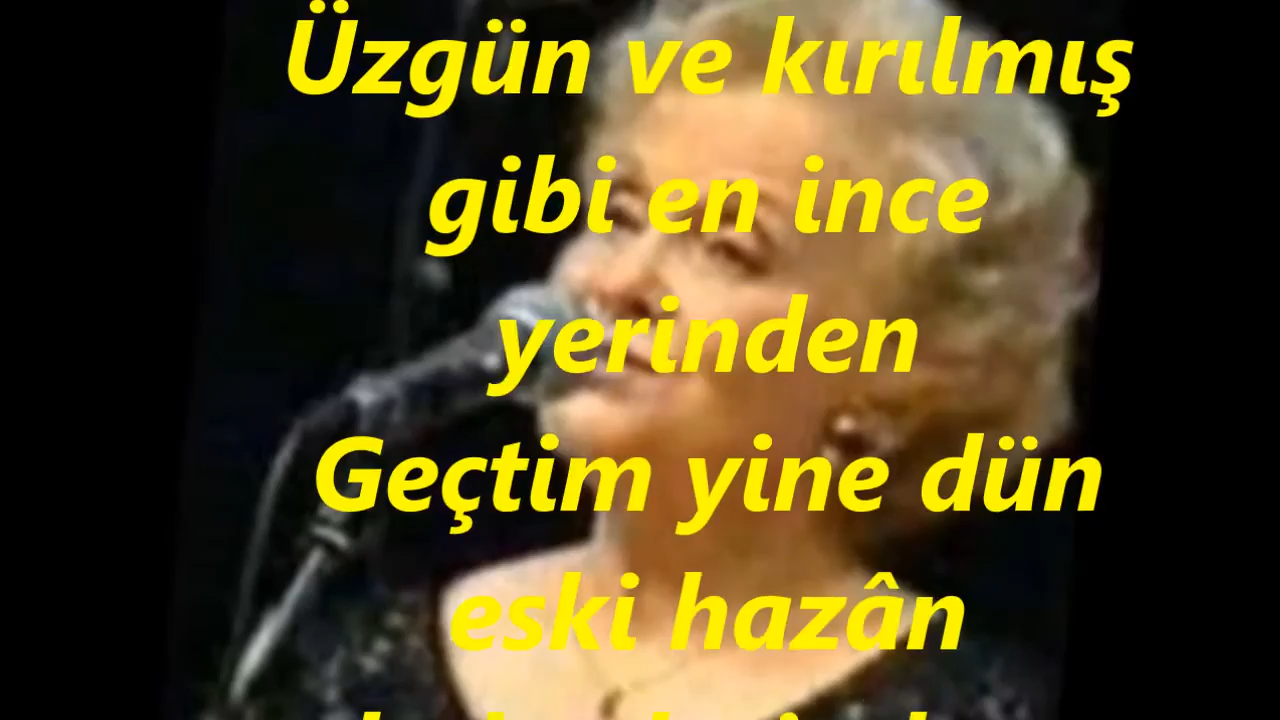 Üzgün ve kırılmış
gibi en ince
yerinden
Geçtim yine dün
eski hazân